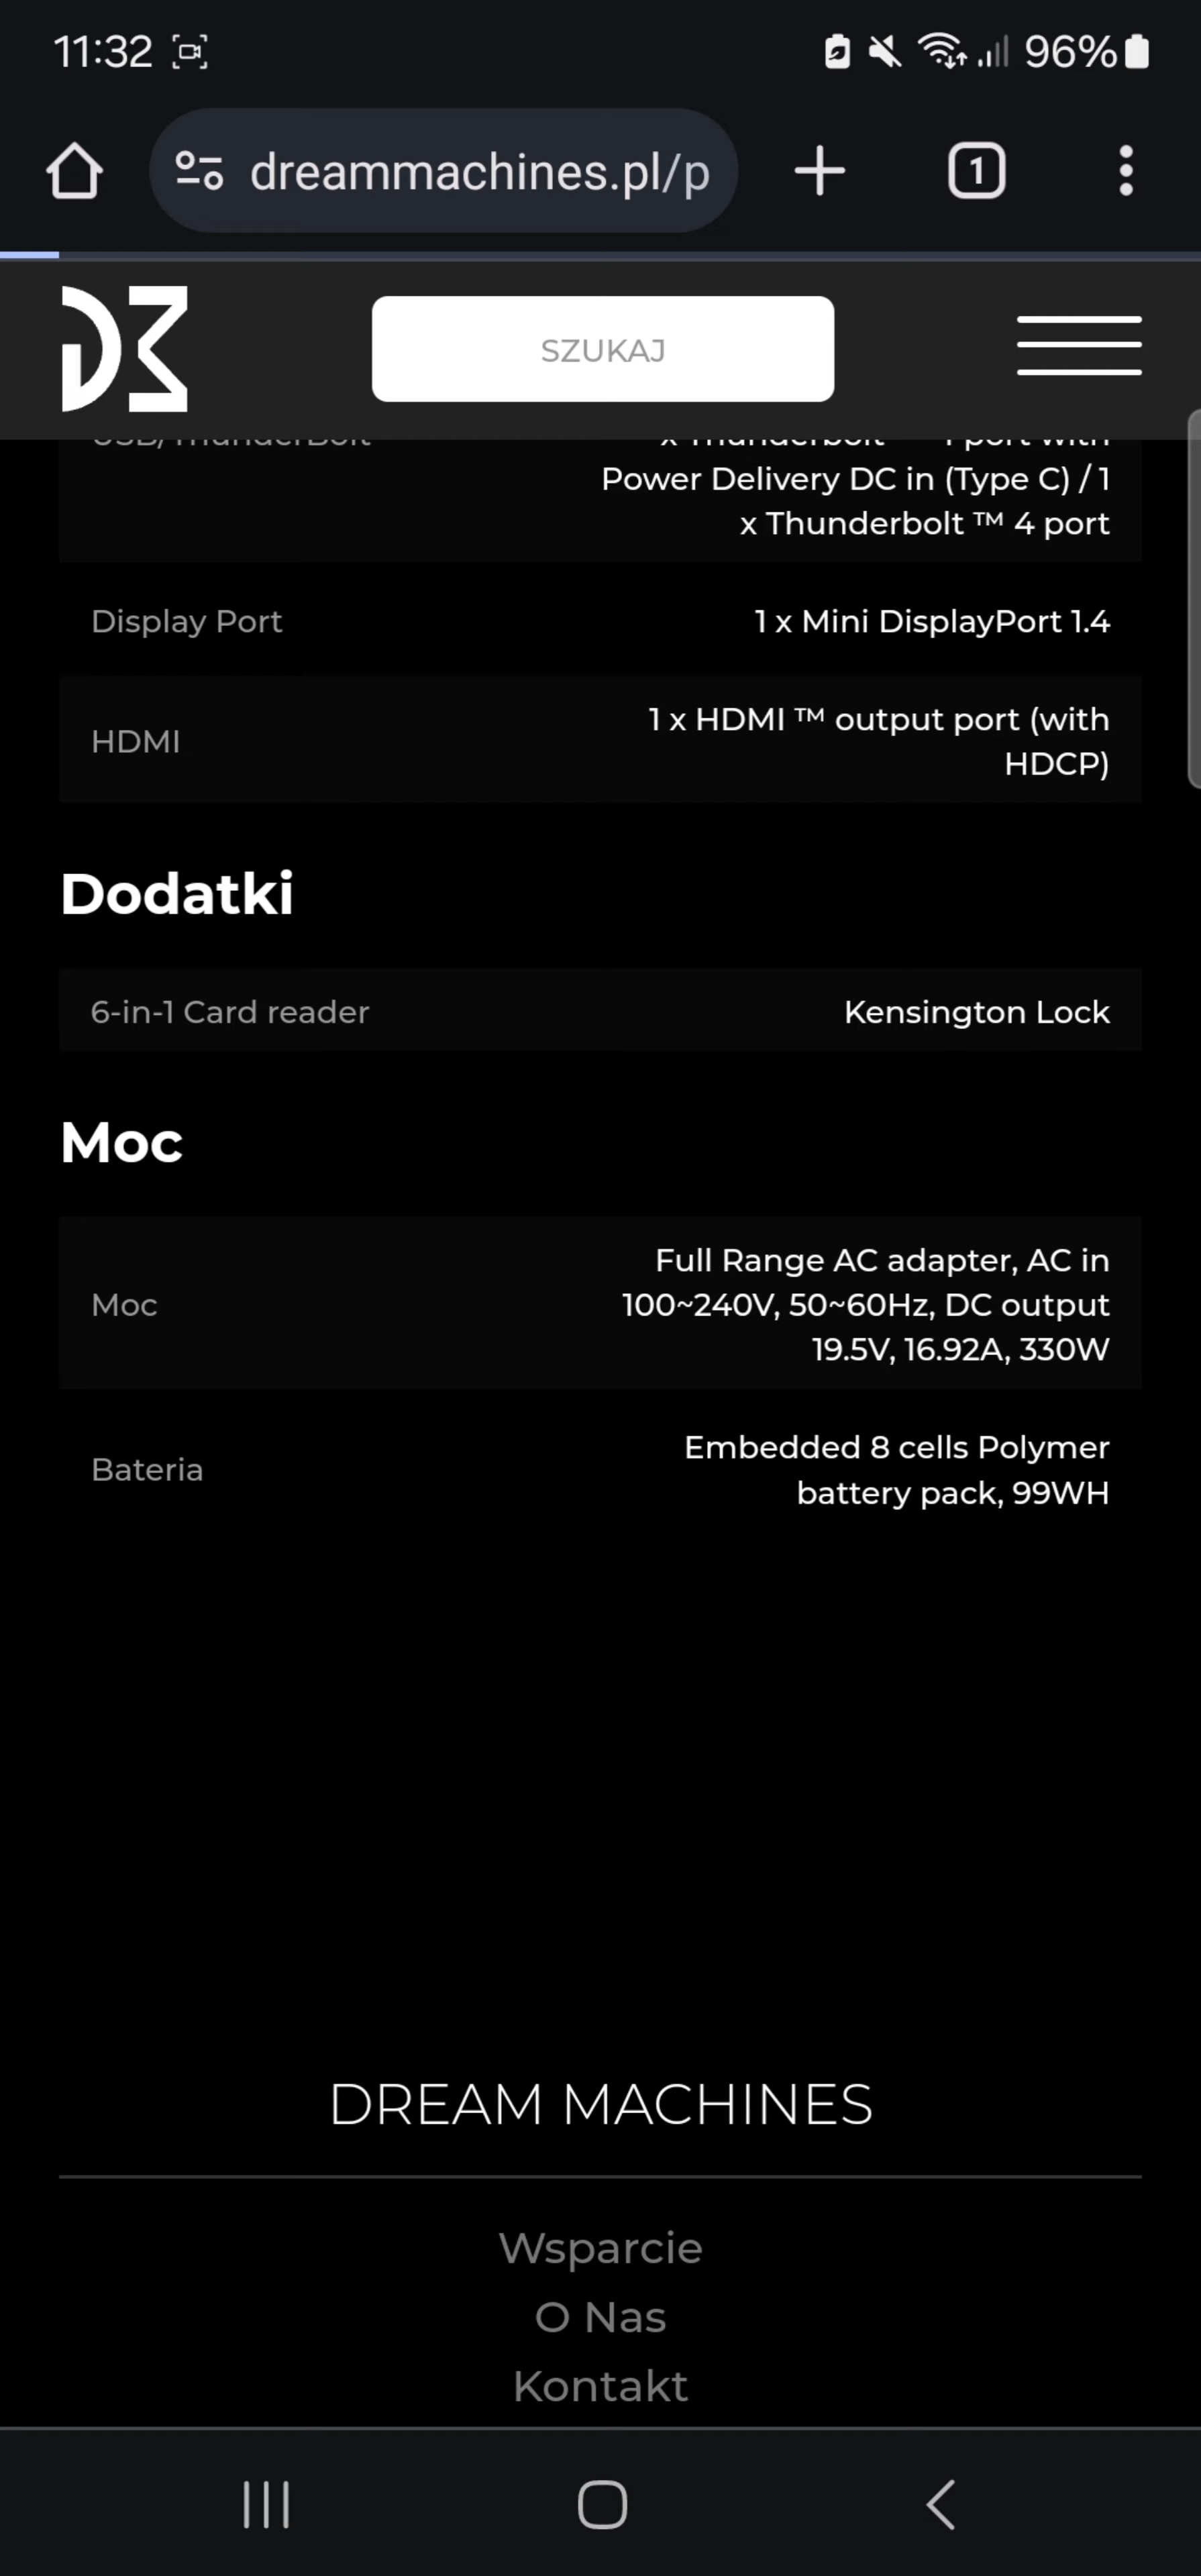 11:32
96%
dreammachines.pl/p
1
SZUKAJ
Power Delivery DC in (Type C) / 1
x Thunderbolt ™ 4 port
Display Port
1 x Mini DisplayPort 1.4
HDMI
1 x HDMI ™ output port (with
HDCP)
Dodatki
6-in-1 Card reader
Kensington Lock
Moc
Moc
Full Range AC adapter, AC in
100~240V, 50~60Hz, DC output
19.5V, 16.92A, 330W
Bateria
Embedded 8 cells Polymer
battery pack, 99WH
DREAM MACHINES
Wsparcie
O Nas
Kontakt